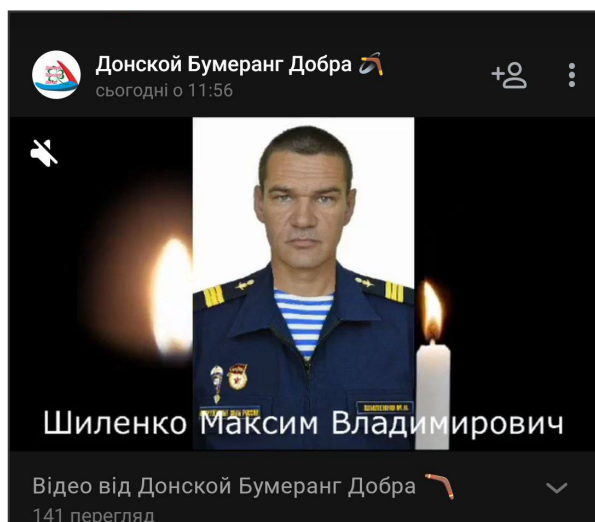 Донской Бумеранг Добра
сьогодні о 11:56
Шиленко Максим Владимирович
Відео від Донской Бумеранг Добра
141 перегляд